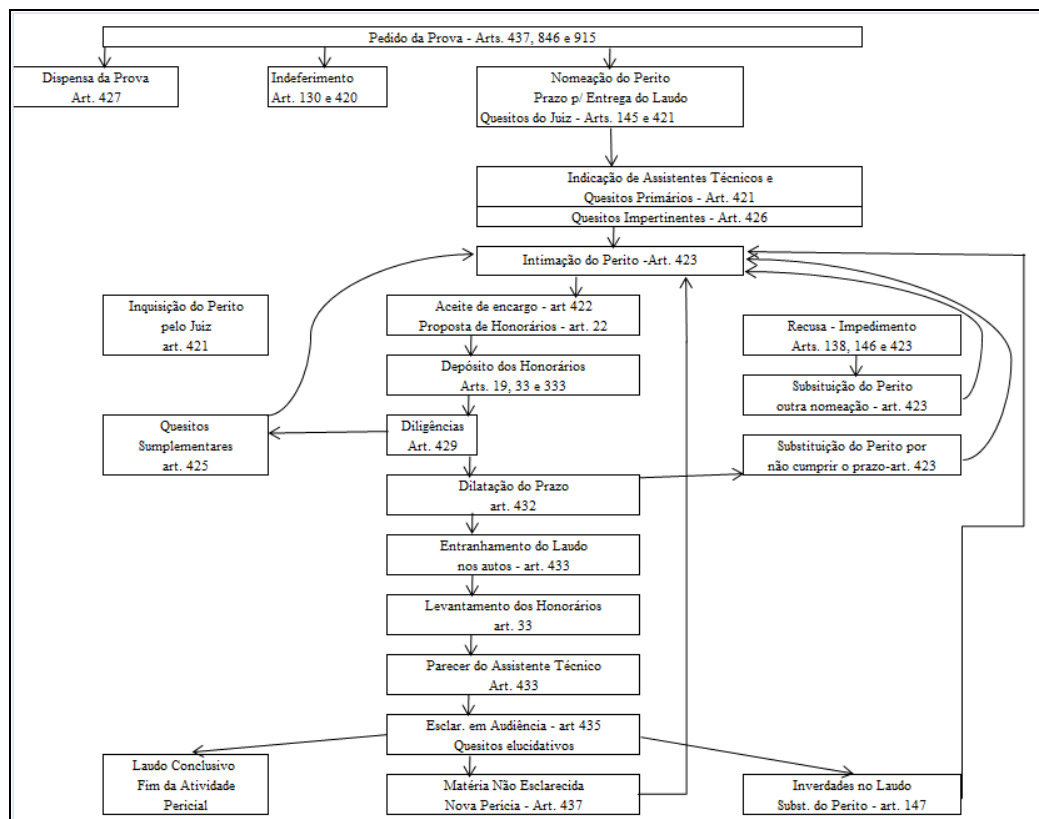 Pedido da Prova - Arts. 437, 846 e 915
Dispensa da Prova
Art. 427
Indeferimento
Art. 130 e 420
Nomeação do Perito
Prazo p/ Entrega do Laudo
Quesitos do Juiz - Arts. 145 e 421
Indicação de Assistentes Técnicos e
Quesitos Primários - Art. 421
Quesitos Impertinentes - Art. 426
Intimação do Perito -Art. 423
Inquisição do Perito
pelo Juiz
art. 421
Aceite de encargo - art 422
Proposta de Honorários - art. 22
Recusa - Impedimento
Arts. 138, 146 e 423
Depósito dos Honorários
Arts. 19, 33 e 333
Subsituição do Perito
outra nomeação - art. 423
Quesitos
Sumplementares
art. 425
Diligências
Art. 429
Substituição do Perito por
não cumprir o prazo-art. 423
Dilatação do Prazo
art. 432
Entranhamento do Laudo
nos autos - art. 433
Levantamento dos Honorários
art. 33
Parecer do Assistente Técnico
Art. 433
Esclar. em Audiência - art 435
Quesitos elucidativos
Laudo Conclusivo
Fim da Atividade
Pericial
Matéria Não Esclarecida
Nova Pericia - Art. 437
Inverdades no Laudo
Subst. do Perito - art. 147